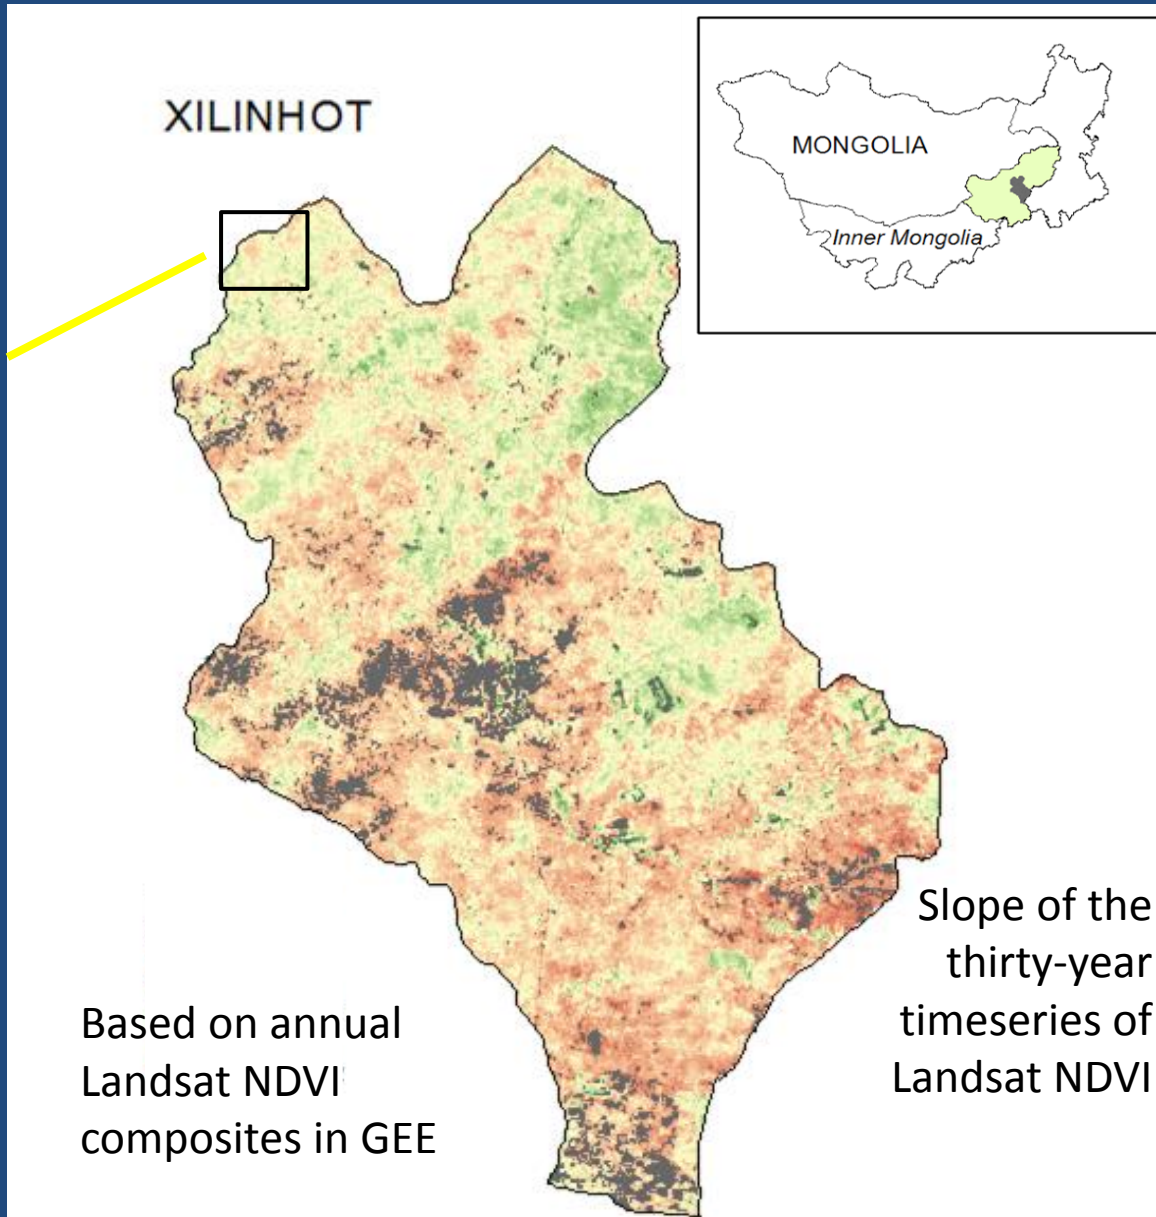 XILINHOT
MONGOLIA
Inner Mongolia
Slope of the
thirty-year
timeseries of
Landsat NDVI
Based on annual
Landsat NDVI
composites in GEE